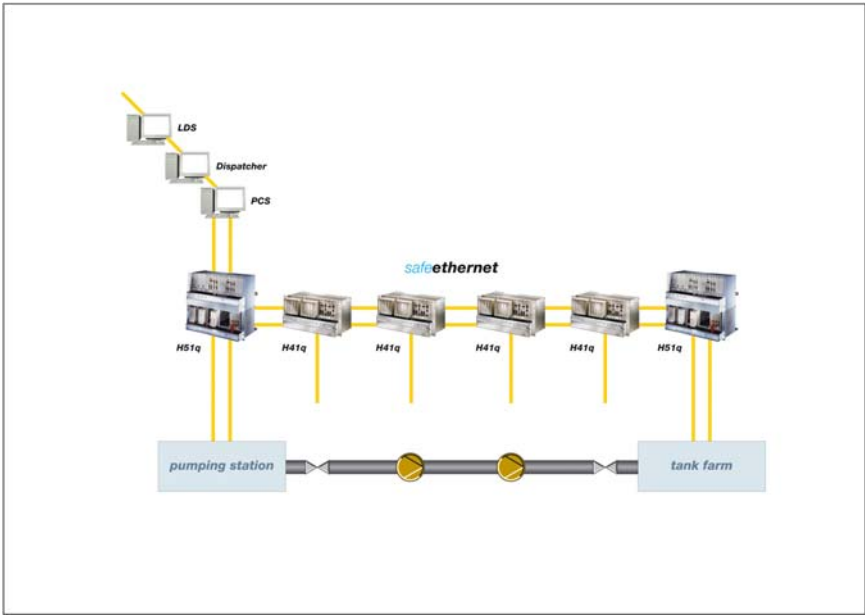 LDS
Dispatcher
PCS
safeethernet
H51q
H41q
H41q
H41q
H41q
H51q
pumping station
tank farm